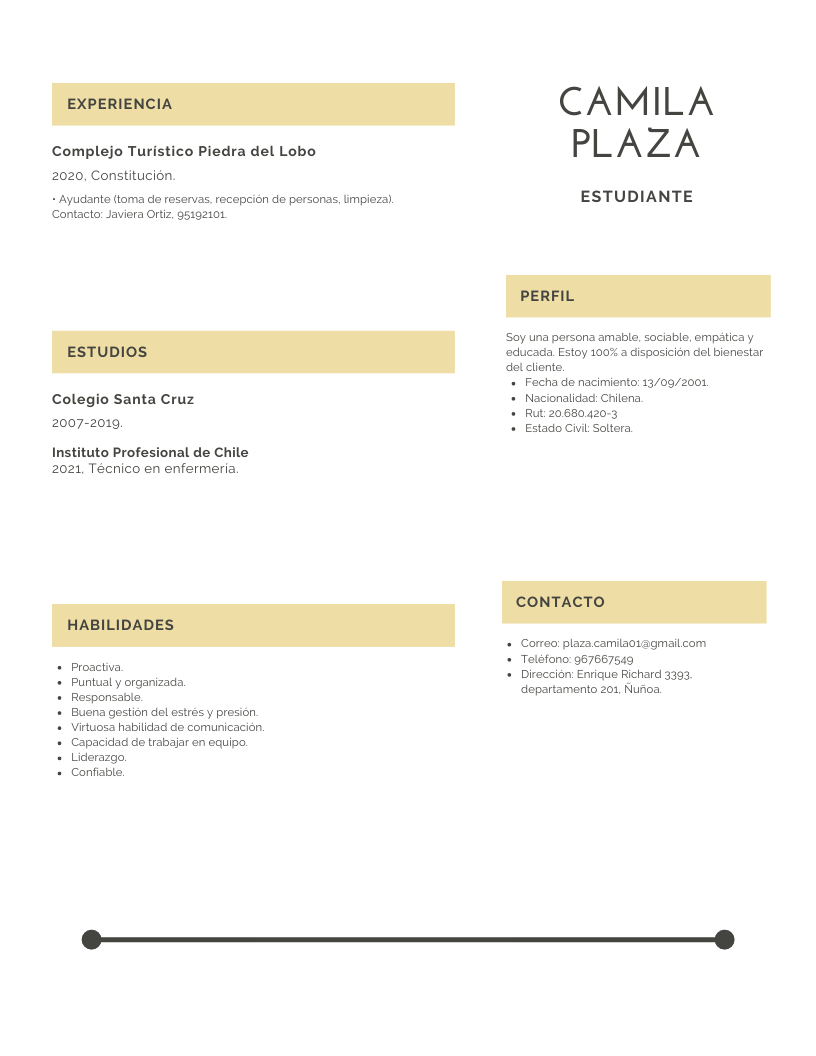 CAMILA
PLAZA
ESTUDIANTE
EXPERIENCIA
Complejo Turístico Piedra del Lobo
2020, Constitución.
• Ayudante (toma de reservas, recepción de personas, limpieza).
Contacto: Javiera Ortiz, 95192101.
ESTUDIOS
Colegio Santa Cruz
2007-2019.
Instituto Profesional de Chile
2021, Técnico en enfermería.
HABILIDADES
• Proactiva.
• Puntual y organizada.
• Responsable.
• Buena gestión del estrés y presión.
• Virtuosa habilidad de comunicación.
• Capacidad de trabajar en equipo.
• Liderazgo.
• Confiable.
PERFIL
Soy una persona amable, sociable, empática y
educada. Estoy 100% a disposición del bienestar
del cliente.
• Fecha de nacimiento: 13/09/2001.
• Nacionalidad: Chilena.
• Rut: 20.680.420-3
• Estado Civil: Soltera.
CONTACTO
• Correo: plaza.camila01@gmail.com
• Teléfono: 967667549
• Dirección: Enrique Richard 3393,
departamento 201, Ñuñoa.